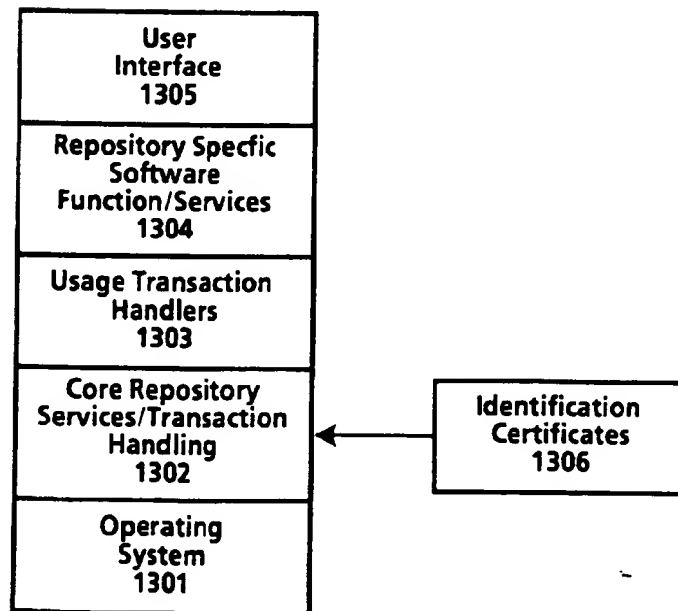 User
Interface
1305
Repository Specfic
Software
Function/Services
1304
Usage Transaction
Handlers
1303
Core Repository
Services/Transaction
Handling
1302
Operating
System
1301
Identification
Certificates
1306